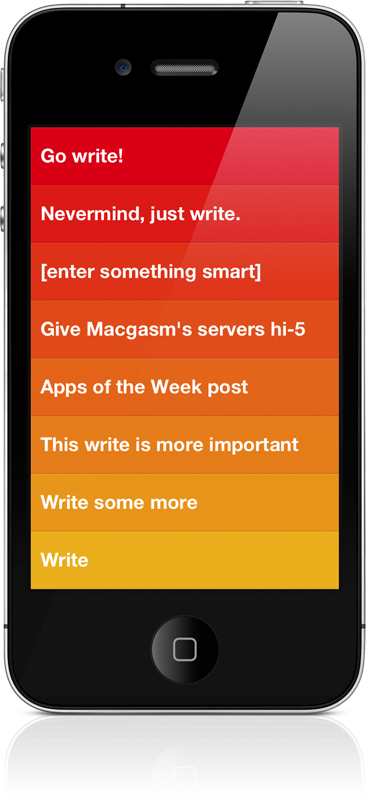 Go write!
Nevermind, just write.
[enter something smart]
Give Macgasm's servers hi-5
Apps of the Week post
This write is more important
Write some more
Write